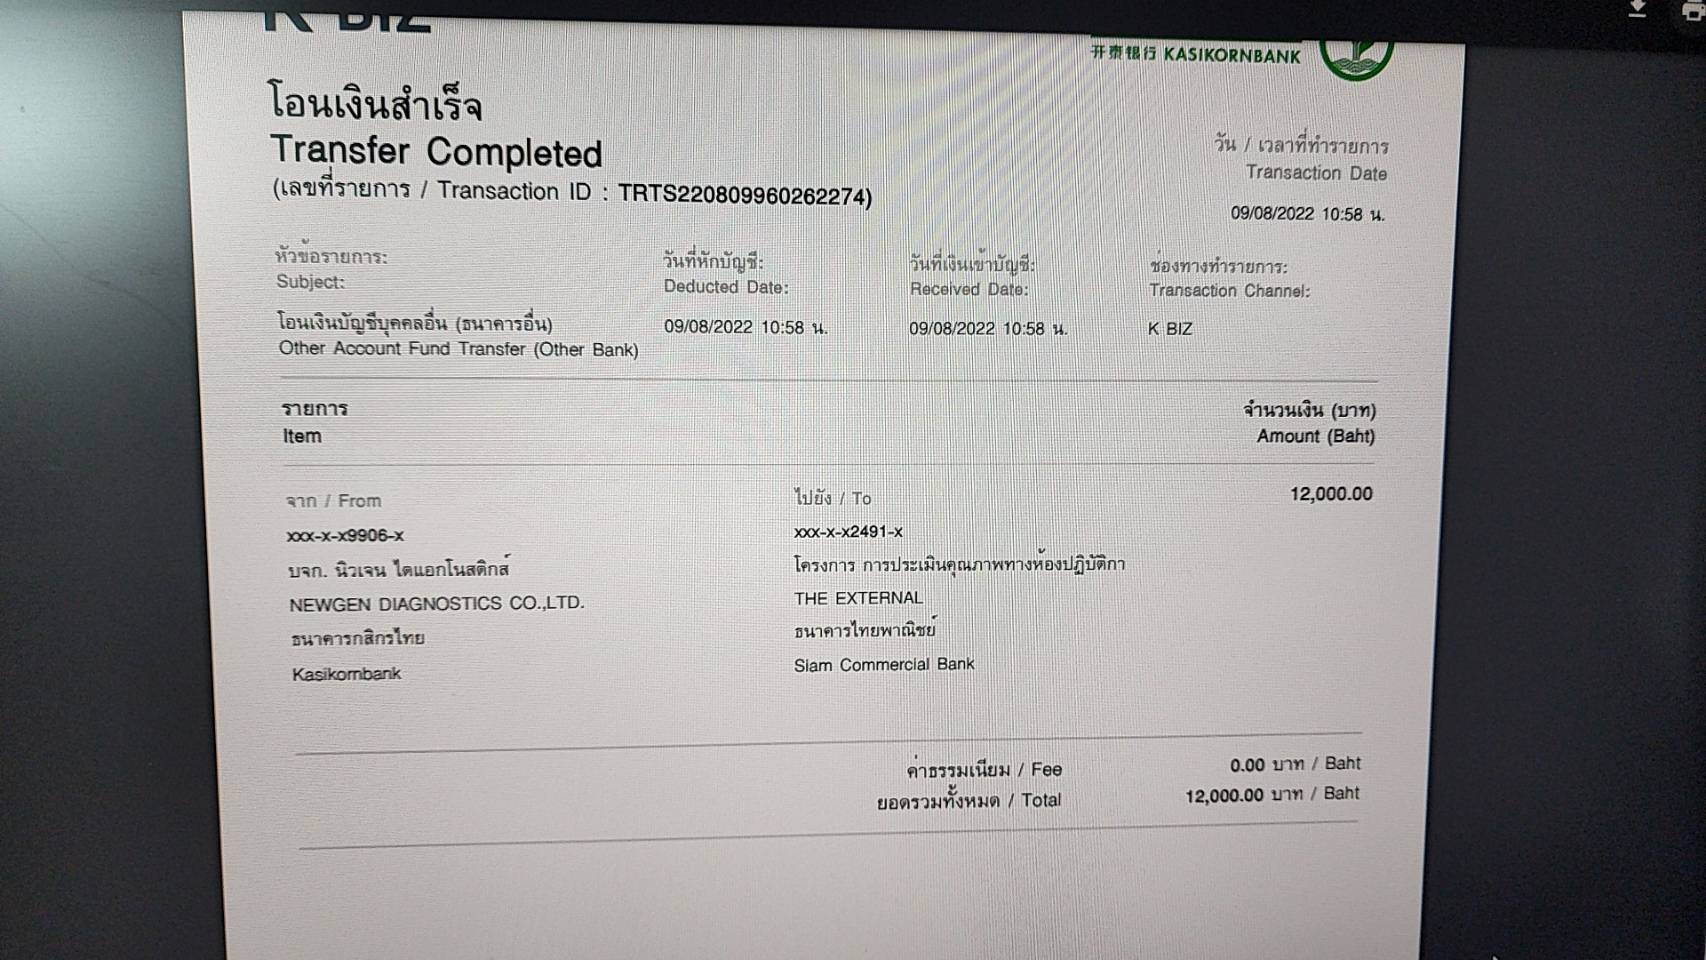 K BIZ
开泰银行 KASIKORNBANK
โอนเงินสำเร็จ
Transfer Completed
(เลขที่รายการ / Transaction ID : TRTS220809960262274)
วัน / เวลาที่ทำรายการ
Transaction Date
09/08/2022 10:58 น.
หัวข้อรายการ:
Subject:
โอนเงินบัญชีบุคคลอื่น (ธนาคารอื่น)
Other Account Fund Transfer (Other Bank)
วันที่หักบัญชี:
Deducted Date:
09/08/2022 10:58 น.
วันที่เงินเข้าบัญชี:
Received Date:
09/08/2022 10:58 น.
ช่องทางทำรายการ:
Transaction Channel:
K BIZ
รายการ
Item
จำนวนเงิน (บาท)
Amount (Baht)
จาก / From
xxx-x-x9906-x
บจก. นิวเจน ไดแอกโนสติกส์
NEWGEN DIAGNOSTICS CO.,LTD.
ธนาคารกสิกรไทย
Kasikornbank
ไปยัง / To
xxx-x-x2491-x
โครงการ การประเมินคุณภาพทางห้องปฏิบัติกา
THE EXTERNAL
ธนาคารไทยพาณิชย์
Siam Commercial Bank
12,000.00
ค่าธรรมเนียม / Fee 0.00 บาท / Baht
ยอดรวมทั้งหมด / Total 12,000.00 บาท / Baht